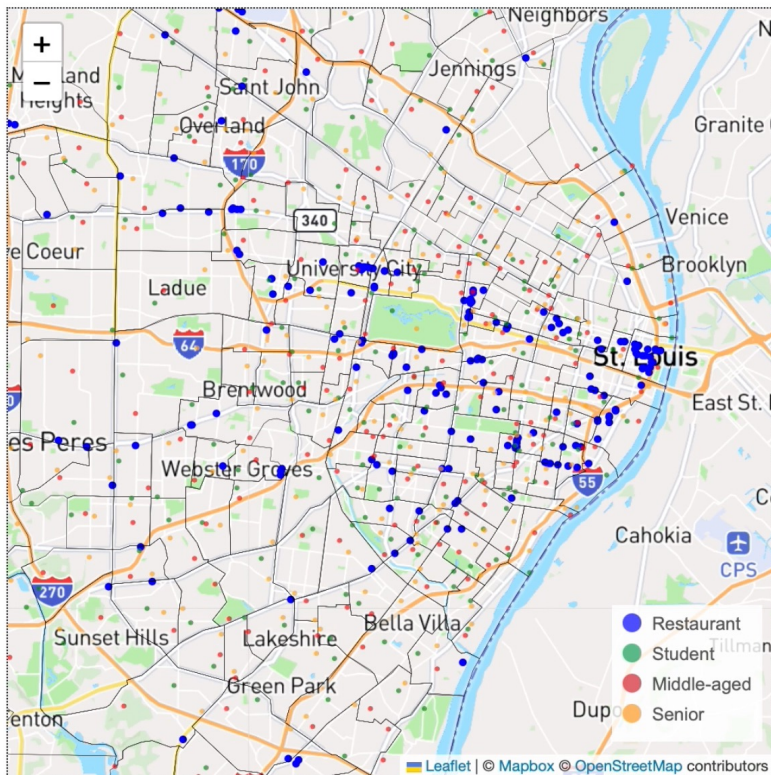 Neighbors
N
+
−
Jennings
Saint John
Heights
Overland
Granite
170
340
Venice
ve Coeur
University City
Brooklyn
Ladue
64
St. Louis
Brentwood
East St.
es Peres
Webster Groves
55
Cahokia
CPS
270
Bella Villa
Restaurant
Sunset Hills
Lakeshire
Student
Tillman
Green Park
Middle-aged
Dupo
Senior
enton
Leaflet | © Mapbox © OpenStreetMap contributors